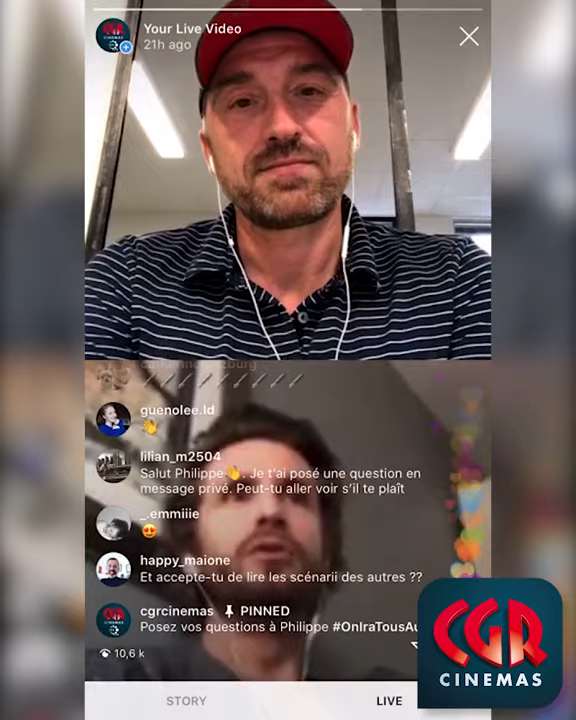 Your Live Video
21h ago
guenolee.ld
👋
lilian_m2504
Salut Philippe👋. Je t'ai posé une question en
message privé. Peut-tu aller voir s'il te plaît
_.emmiiie
😍
happy_maione
Et accepte-tu de lire les scénarii des autres ??
cgrcinemas 📌 PINNED
Posez vos questions à Philippe #OnIraTousAu
10,6 k
STORY
LIVE
CGR
CINEMAS